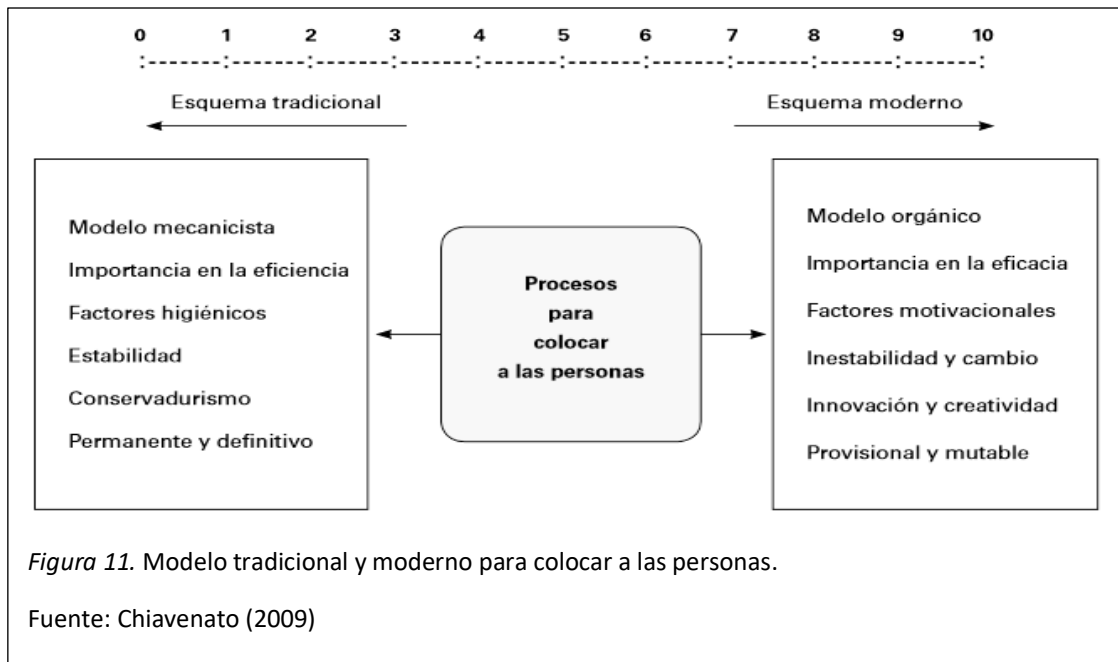 0 1 2 3 4 5 6 7 8 9 10
Esquema tradicional
Esquema moderno
Modelo mecanicista
Importancia en la eficiencia
Factores higiénicos
Estabilidad
Conservadurismo
Permanente y definitivo
Procesos
para
colocar
a las personas
Modelo orgánico
Importancia en la eficacia
Factores motivacionales
Inestabilidad y cambio
Innovación y creatividad
Provisional y mutable
Figura 11. Modelo tradicional y moderno para colocar a las personas.
Fuente: Chiavenato (2009)